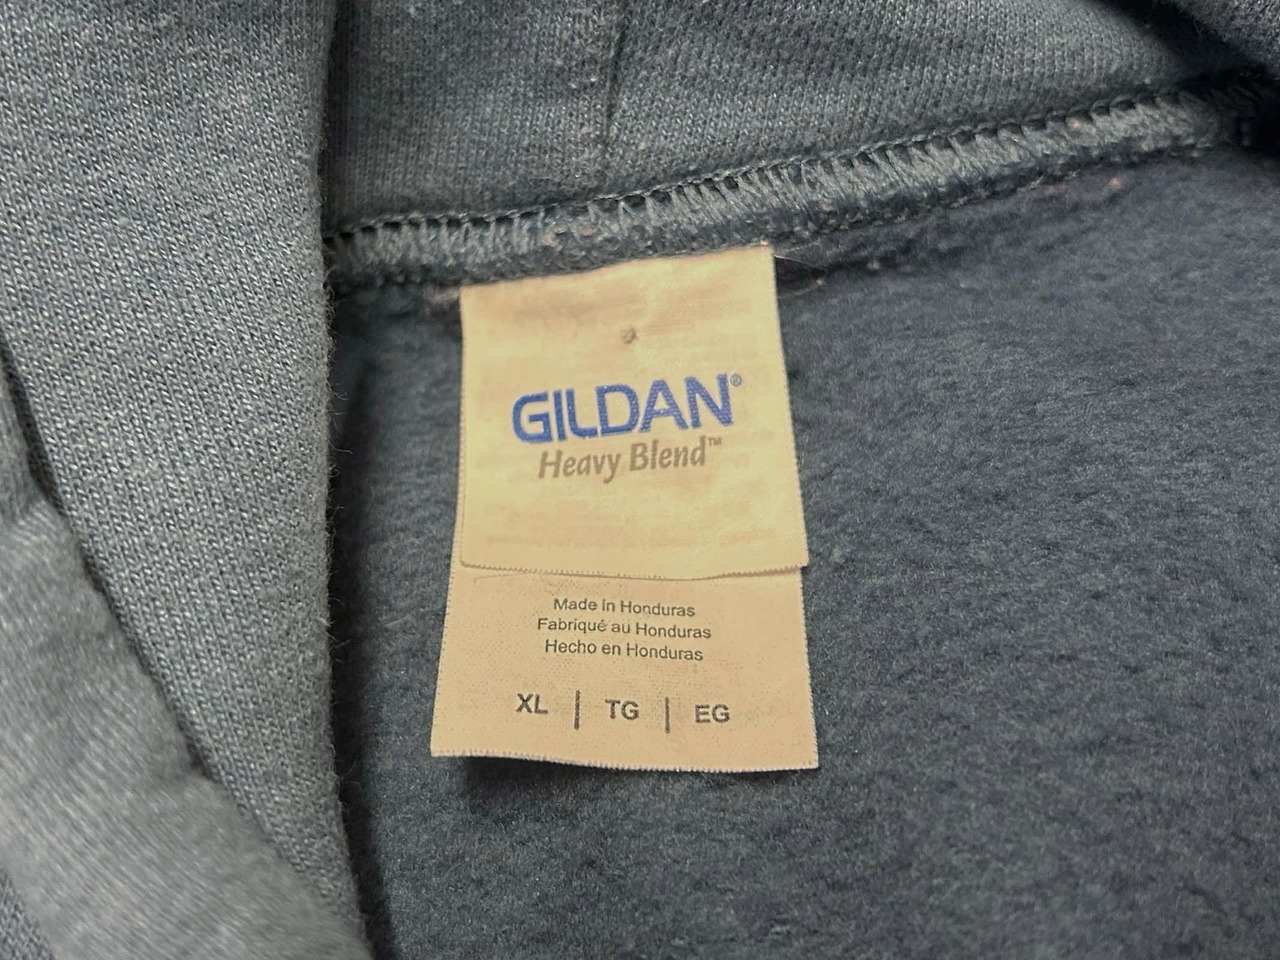 GILDAN®
Heavy Blend™
Made in Honduras
Fabriqué au Honduras
Hecho en Honduras
XL | TG | EG